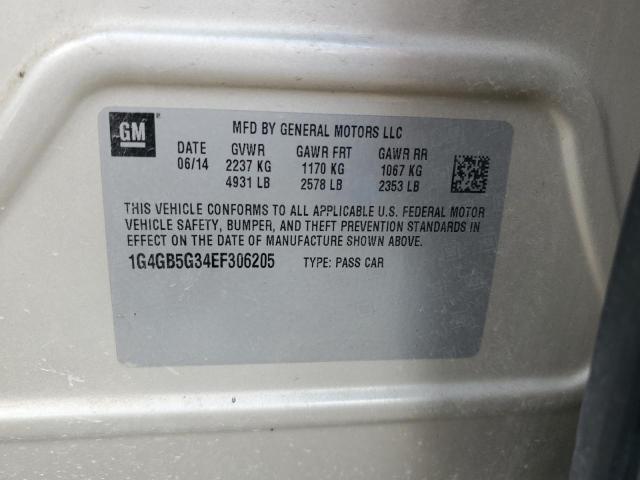 GM
MFD BY GENERAL MOTORS LLC
DATE GVWR GAWR FRT GAWR RR
06/14 2237 KG 1170 KG 1067 KG
4931 LB 2578 LB 2353 LB
THIS VEHICLE CONFORMS TO ALL APPLICABLE U.S. FEDERAL MOTOR
VEHICLE SAFETY, BUMPER, AND THEFT PREVENTION STANDARDS IN
EFFECT ON THE DATE OF MANUFACTURE SHOWN ABOVE.
1G4GB5G34EF306205 TYPE: PASS CAR